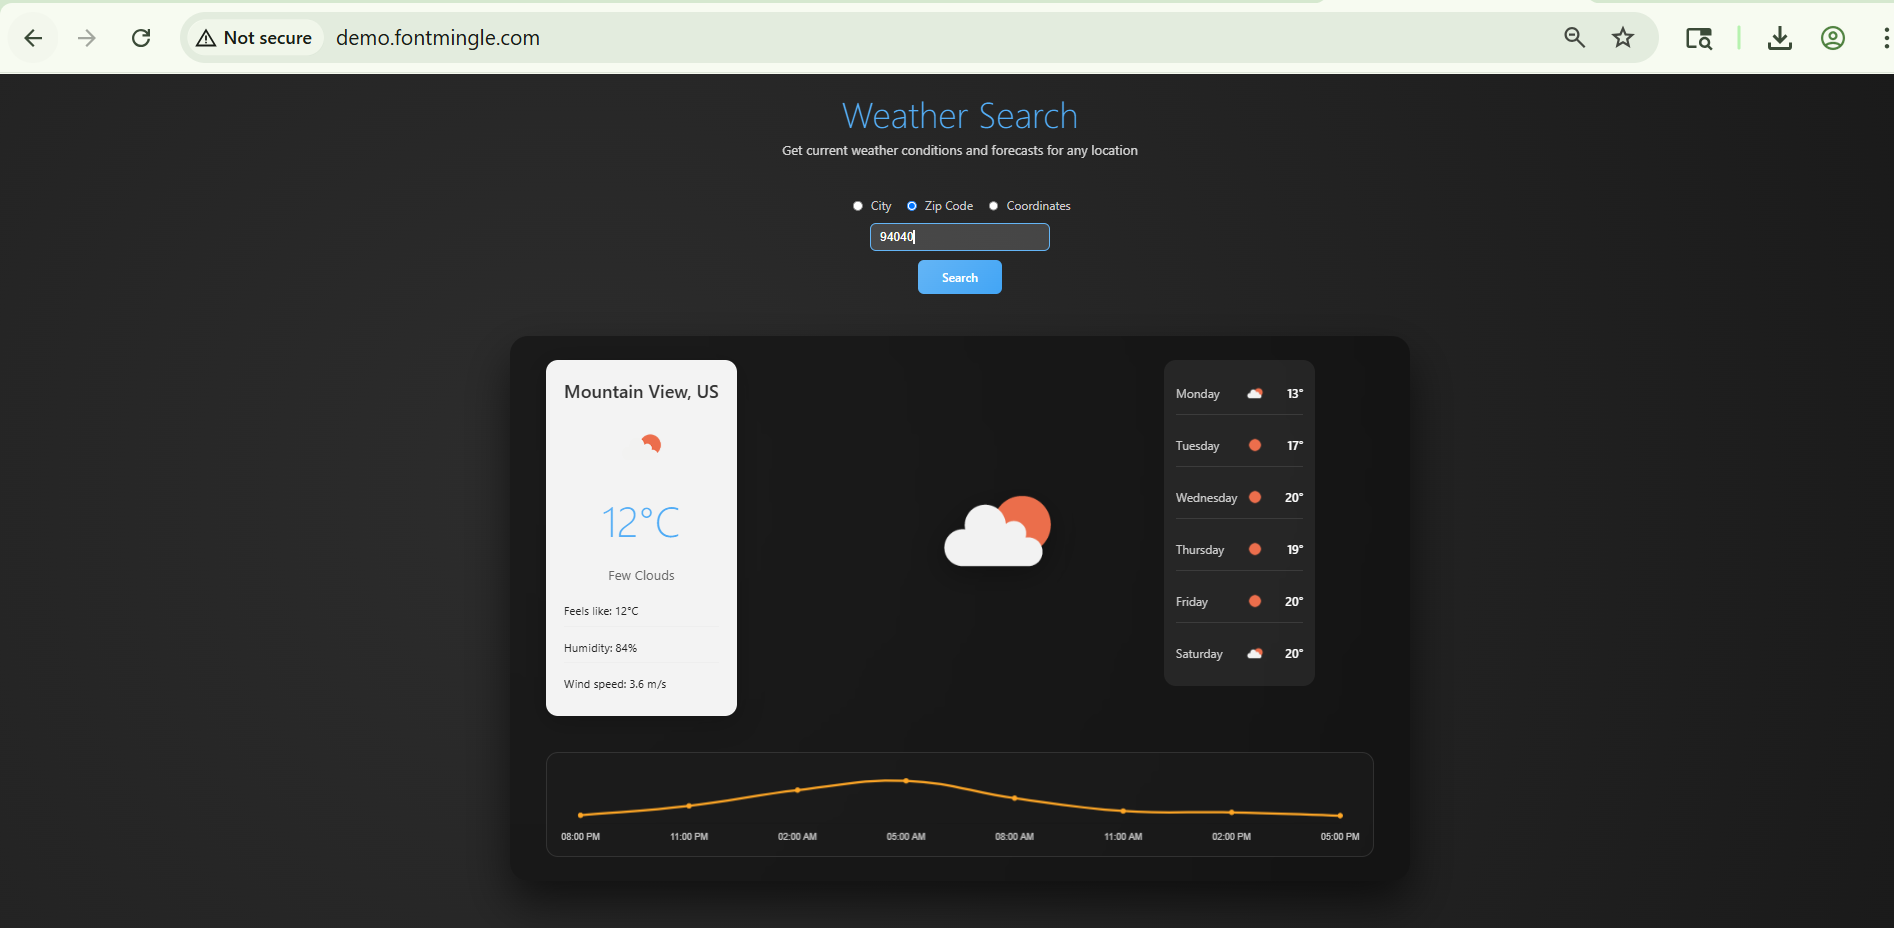 Not secure
demo.fontmingle.com
Weather Search
Get current weather conditions and forecasts for any location
City
Zip Code
Coordinates
94040
Search
Mountain View, US
12°C
Few Clouds
Feels like: 12°C
Humidity: 84%
Wind speed: 3.6 m/s
Monday 13°
Tuesday 17°
Wednesday 20°
Thursday 19°
Friday 20°
Saturday 20°
08:00 PM 11:00 PM 02:00 AM 05:00 AM 08:00 AM 11:00 AM 02:00 PM 05:00 PM